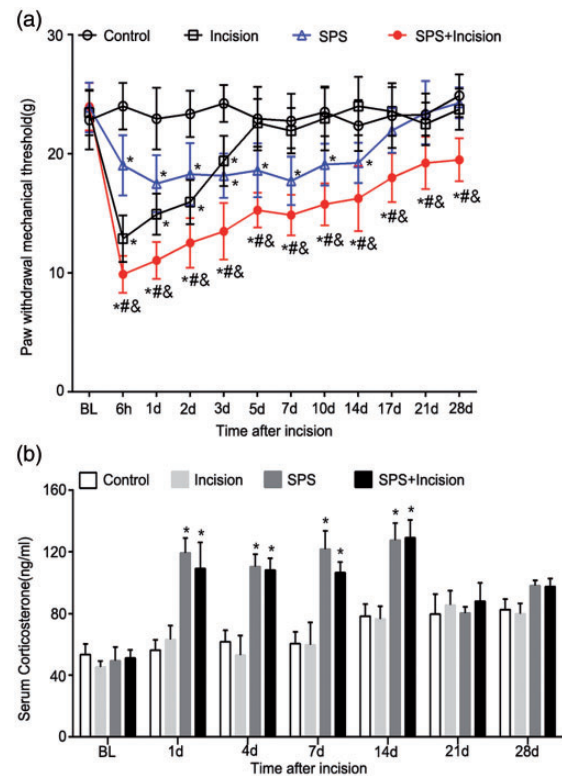 (a)
Control Incision SPS SPS+Incision
30
20
10
0
Paw withdrawal mechanical threshold(g)
* * * * * * * *
* * *
*#& *#& *#& *#& *#& *#& *#& *#& *#& *#& *#&
BL 6h 1d 2d 3d 5d 7d 10d 14d 17d 21d 28d
Time after incision
(b)
Control Incision SPS SPS+Incision
160
120
80
40
0
Serum Corticosterone(ng/ml)
* * * * * * * *
BL 1d 4d 7d 14d 21d 28d
Time after incision